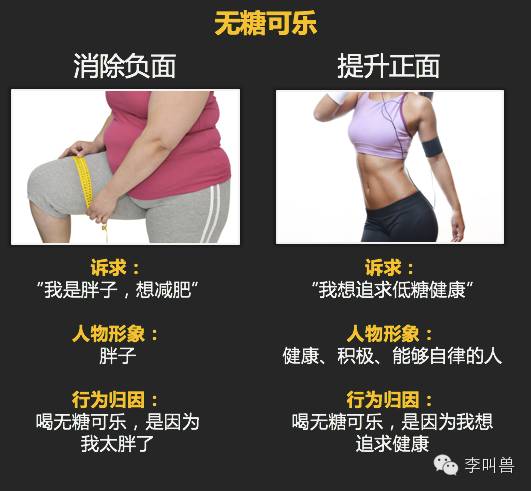 无糖可乐
消除负面
提升正面
诉求：
“我是胖子，想减肥“
人物形象：
胖子
行为归因：
喝无糖可乐，是因为
我太胖了
诉求：
“我想追求低糖健康“
人物形象：
健康、积极、能够自律的人
行为归因：
喝无糖可乐，是因为我想
追求健康
李叫兽